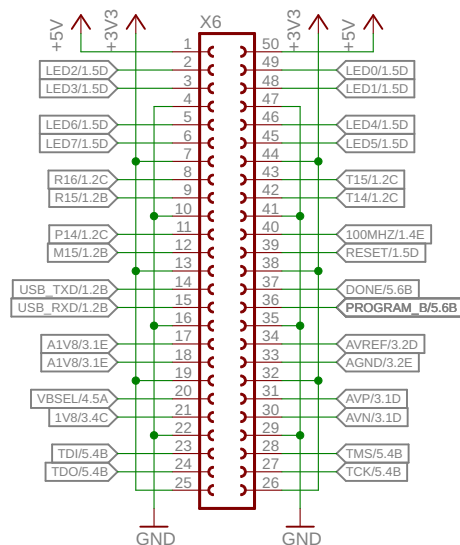 X6
+5V +3V3 +3V3 +5V
1 50
LED2/1.5D 2 49 LED0/1.5D
LED3/1.5D 3 48 LED1/1.5D
4 47
LED6/1.5D 5 46 LED4/1.5D
LED7/1.5D 6 45 LED5/1.5D
7 44
R16/1.2C 8 43 T15/1.2C
R15/1.2B 9 42 T14/1.2C
10 41
P14/1.2C 11 40 100MHZ/1.4E
M15/1.2B 12 39 RESET/1.5D
13 38
USB_TXD/1.2B 14 37 DONE/5.6B
USB_RXD/1.2B 15 36 PROGRAM_B/5.6B
16 35
A1V8/3.1E 17 34 AVREF/3.2D
A1V8/3.1E 18 33 AGND/3.2E
19 32
VBSEL/4.5A 20 31 AVP/3.1D
1V8/3.4C 21 30 AVN/3.1D
22 29
TDI/5.4B 23 28 TMS/5.4B
TDO/5.4B 24 27 TCK/5.4B
25 26
GND GND